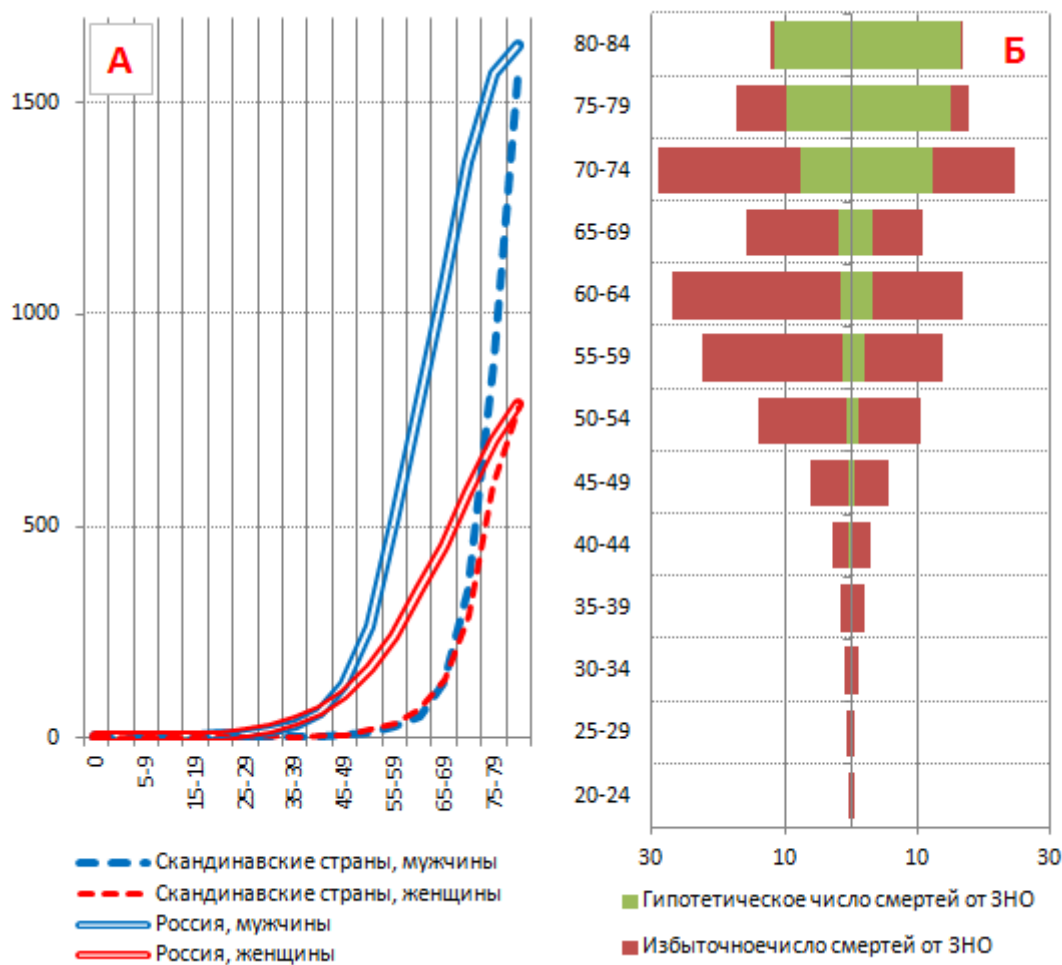 А
1500
1000
500
0
0
5-9
15-19
25-29
35-39
45-49
55-59
65-69
75-79
Скандинавские страны, мужчины
Скандинавские страны, женщины
Россия, мужчины
Россия, женщины
Б
80-84
75-79
70-74
65-69
60-64
55-59
50-54
45-49
40-44
35-39
30-34
25-29
20-24
30 10 10 30
Гипотетическое число смертей от ЗНО
Избыточноечисло смертей от ЗНО